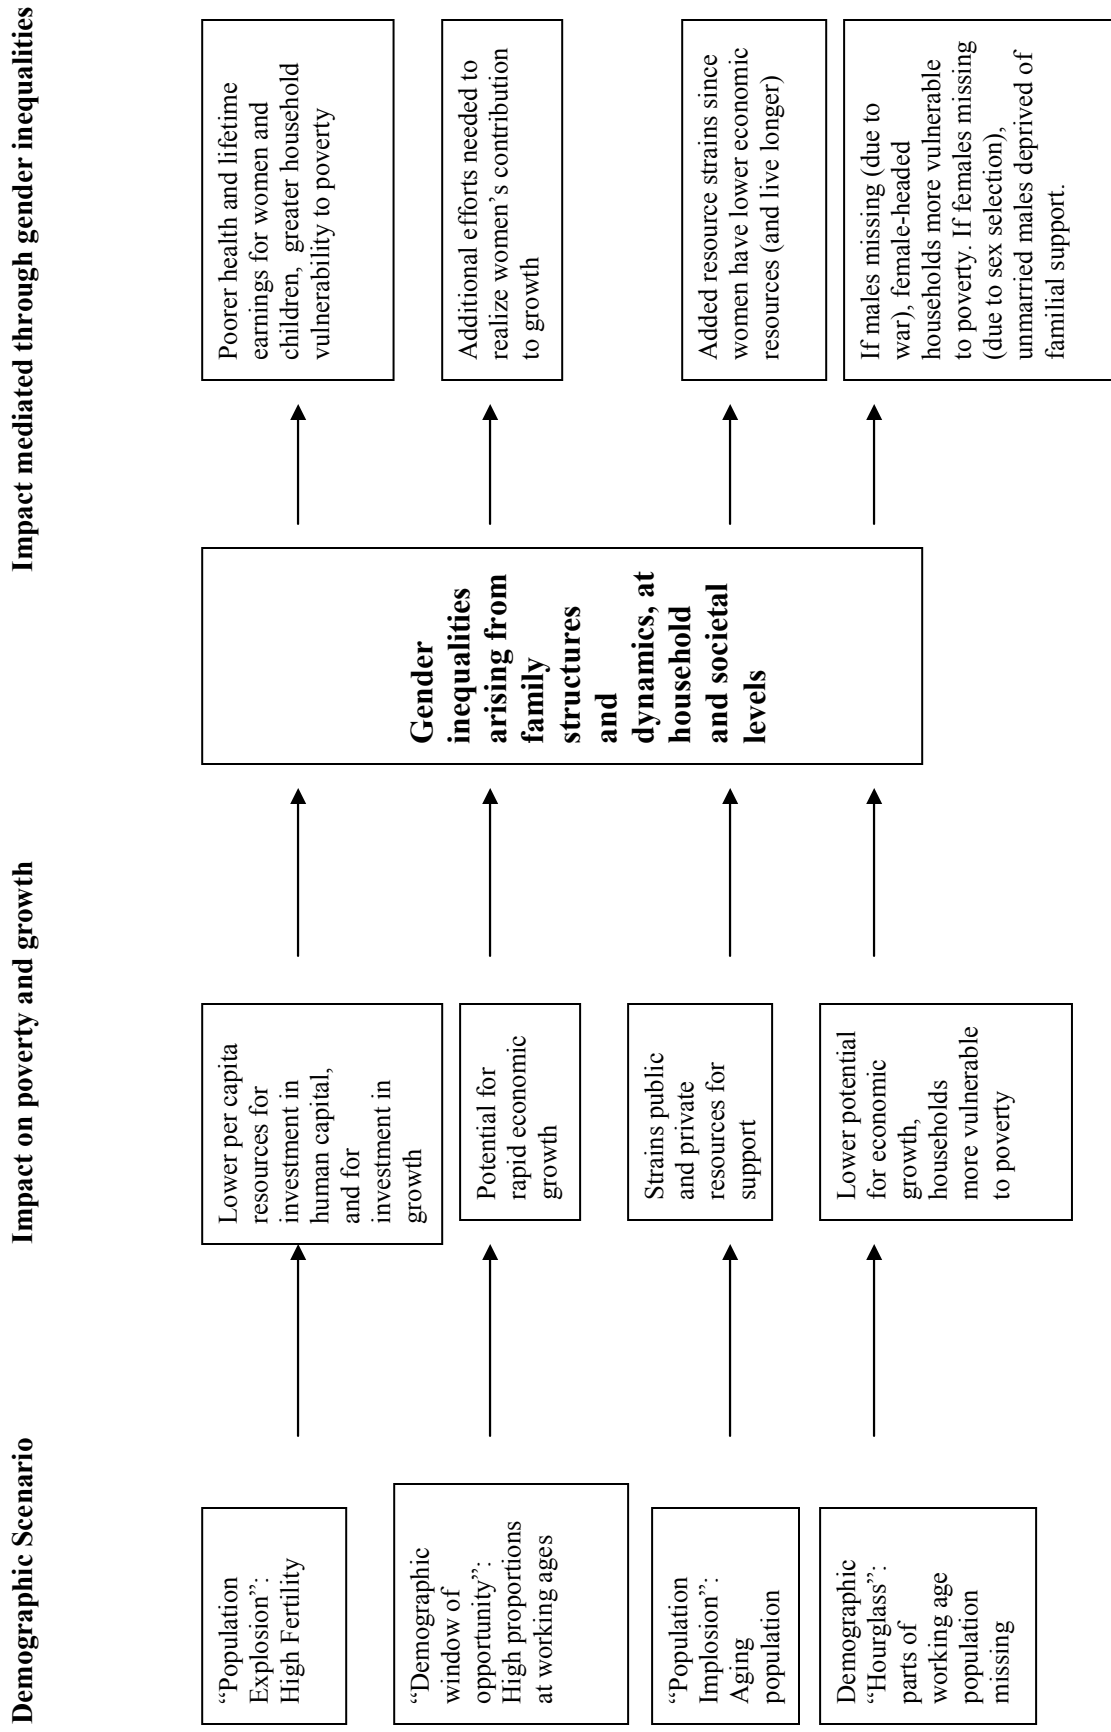 Demographic Scenario
Impact on poverty and growth
Impact mediated through gender inequalities
“Population
Explosion”:
High Fertility
Lower per capita
resources for
investment in
human capital,
and for
investment in
growth
Poorer health and lifetime
earnings for women and
children, greater household
vulnerability to poverty
“Demographic
window of
opportunity”:
High proportions
at working ages
Potential for
rapid economic
growth
Additional efforts needed to
realize women’s contribution
to growth
Gender
inequalities
arising from
family
structures
and
dynamics, at
household
and societal
levels
“Population
Implosion”:
Aging
population
Strains public
and private
resources for
support
Added resource strains since
women have lower economic
resources (and live longer)
Demographic
“Hourglass”:
parts of
working age
population
missing
Lower potential
for economic
growth,
households
more vulnerable
to poverty
If males missing (due to
war), female-headed
households more vulnerable
to poverty. If females missing
(due to sex selection),
unmarried males deprived of
familial support.